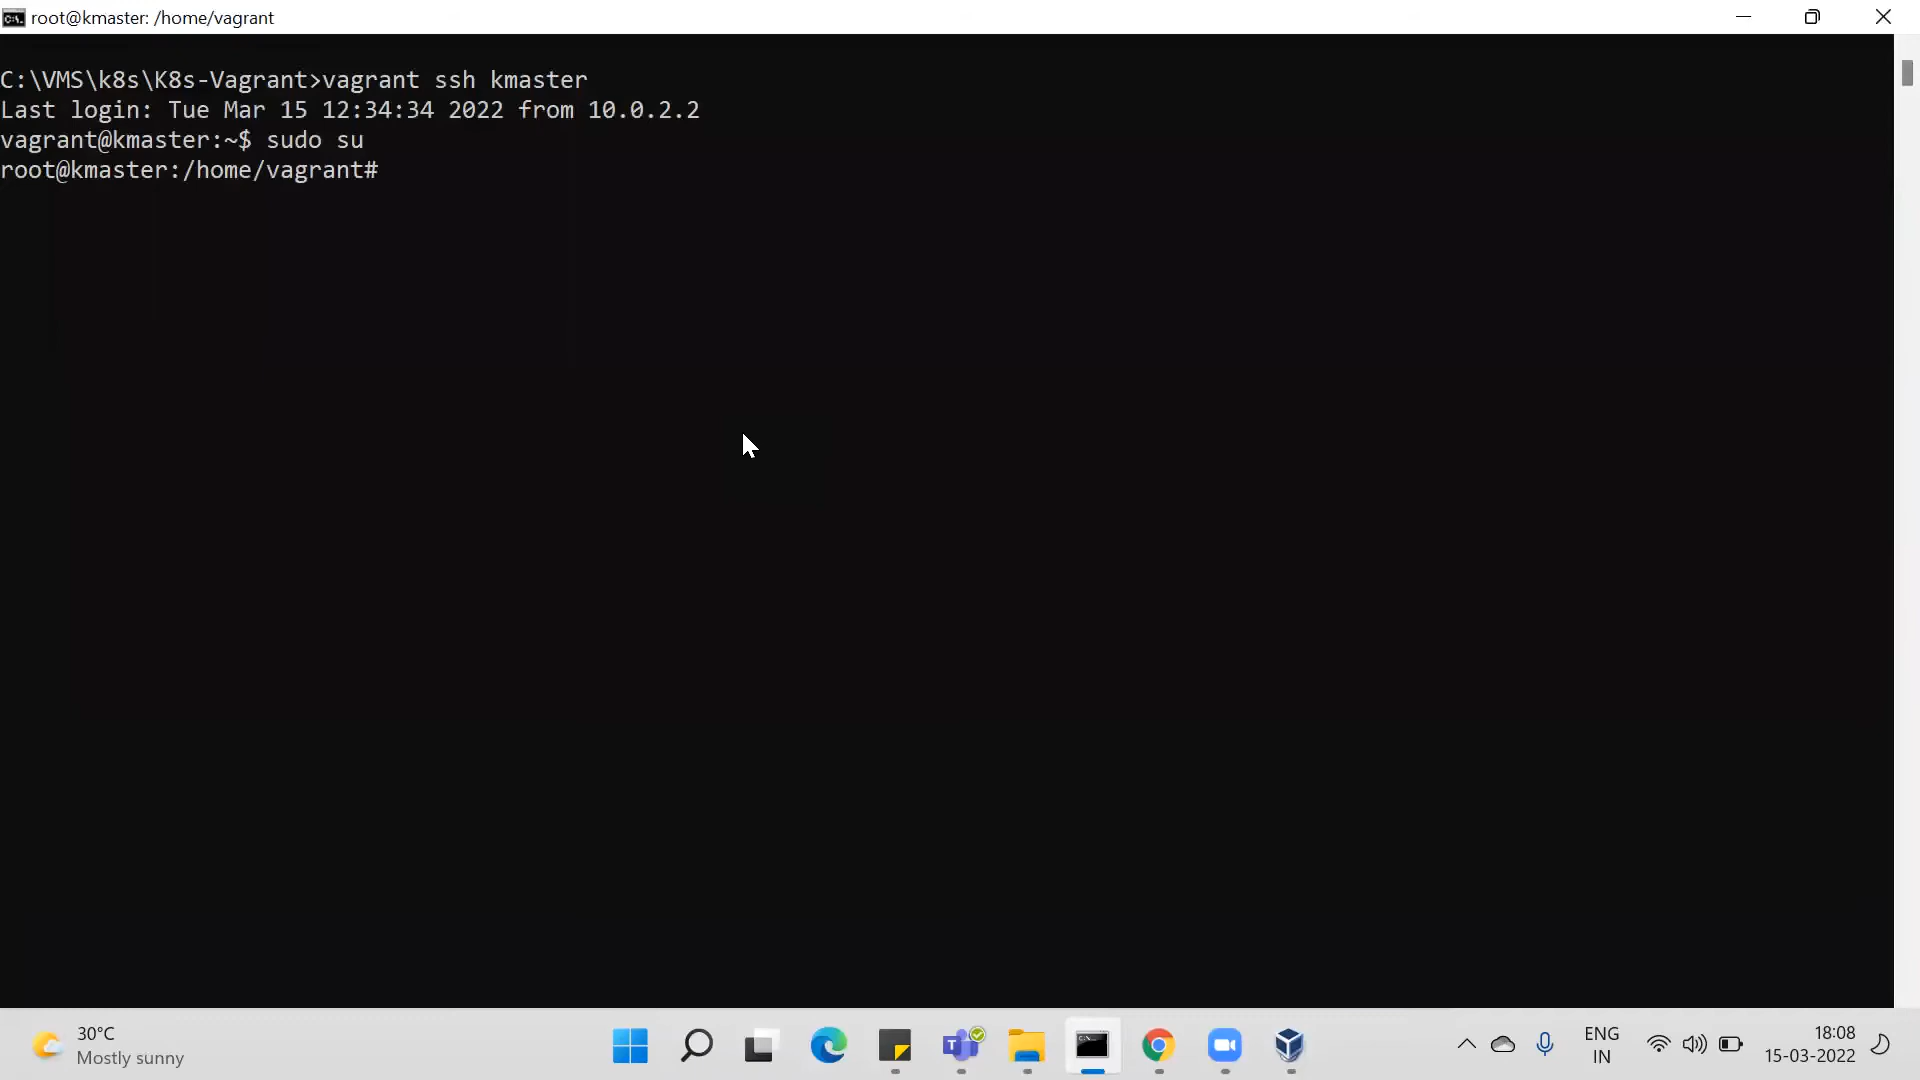 root@kmaster: /home/vagrant
C:\VMS\k8s\K8s-Vagrant>vagrant ssh kmaster
Last login: Tue Mar 15 12:34:34 2022 from 10.0.2.2
vagrant@kmaster:~$ sudo su
root@kmaster:/home/vagrant#
30°C
Mostly sunny
ENG
IN
18:08
15-03-2022